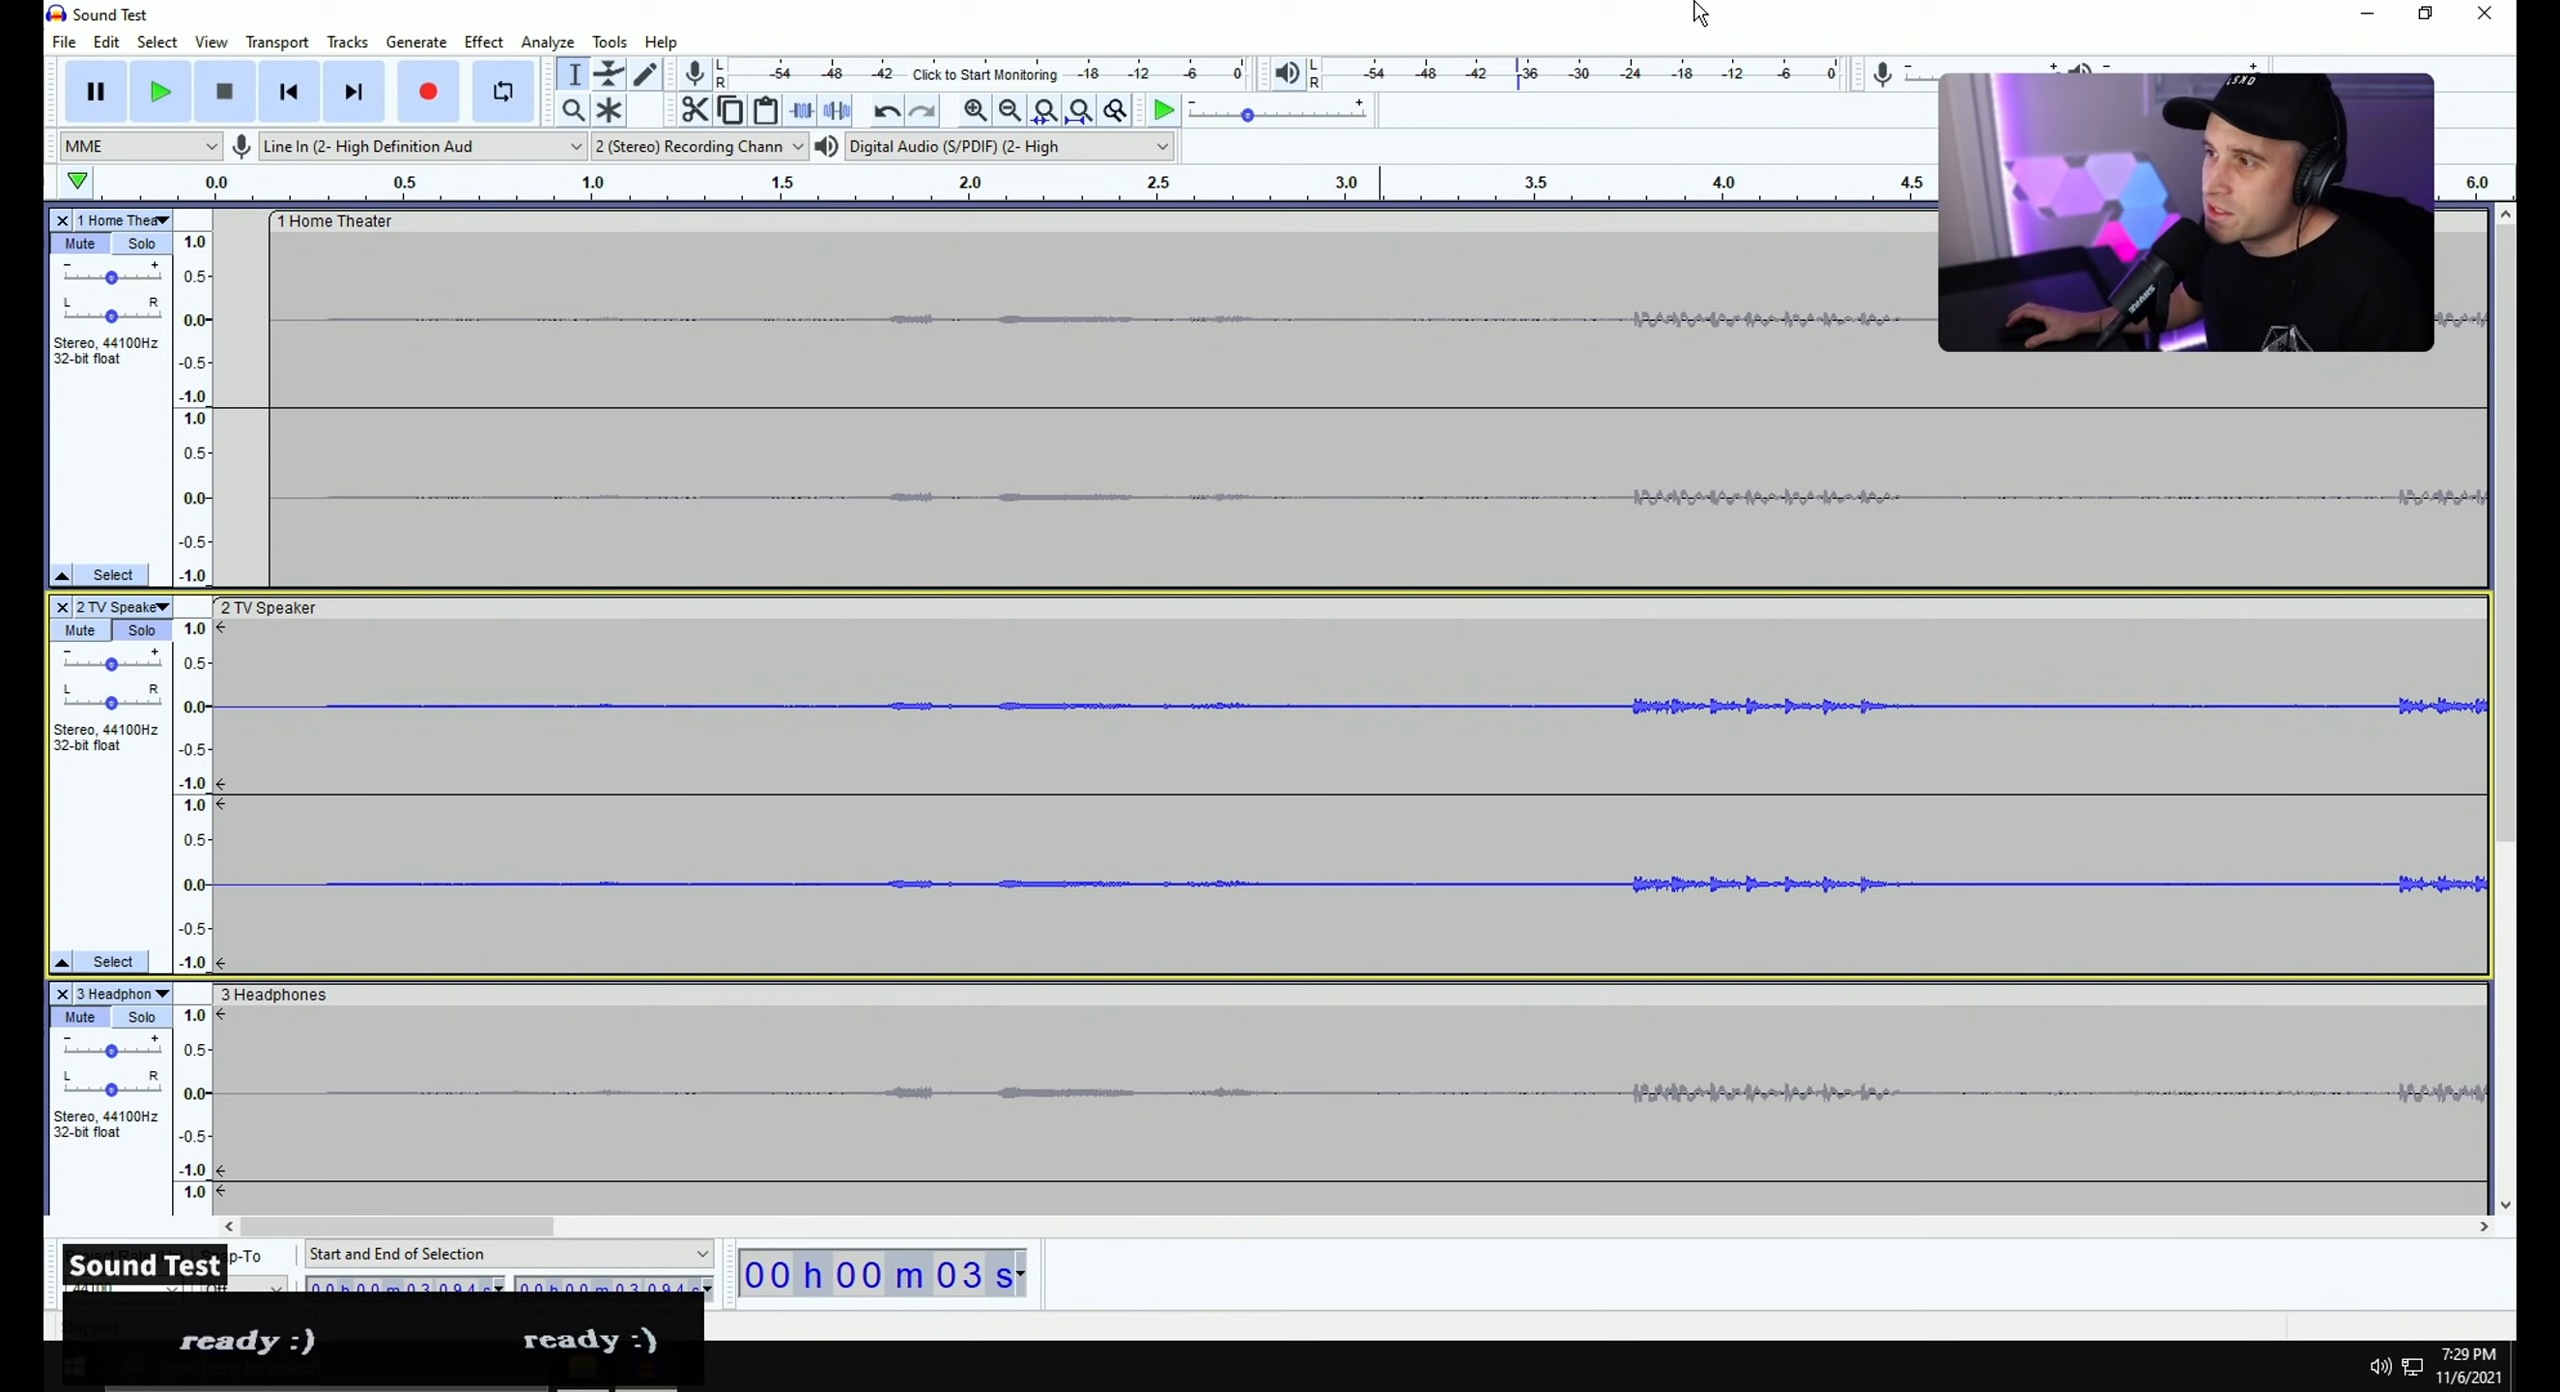 Sound Test
File Edit Select View Transport Tracks Generate Effect Analyze Tools Help
L R -54 -48 -42 Click to Start Monitoring -18 -12 -6 0 L R -54 -48 -42 -36 -30 -24 -18 -12 -6 0
MME Line In (2- High Definition Aud 2 (Stereo) Recording Chann Digital Audio (S/PDIF) (2- High
0.0 0.5 1.0 1.5 2.0 2.5 3.0 3.5 4.0 4.5 6.0
1 Home Thea 1 Home Theater
Mute Solo 1.0
- + 0.5
L R
0.0
Stereo, 44100Hz
32-bit float -0.5
-1.0
1.0
0.5
0.0
-0.5
Select -1.0
2 TV Speake 2 TV Speaker
Mute Solo 1.0
- + 0.5
L R
0.0
Stereo, 44100Hz
32-bit float -0.5
-1.0
1.0
0.5
0.0
-0.5
Select -1.0
3 Headphon 3 Headphones
Mute Solo 1.0
- + 0.5
L R
0.0
Stereo, 44100Hz
32-bit float -0.5
-1.0
1.0
Start and End of Selection
Sound Test
00 h 00 m 03.094 s 00 h 00 m 03.094 s
00 h 00 m 03 s
ready :) ready :)
7:29 PM
11/6/2021